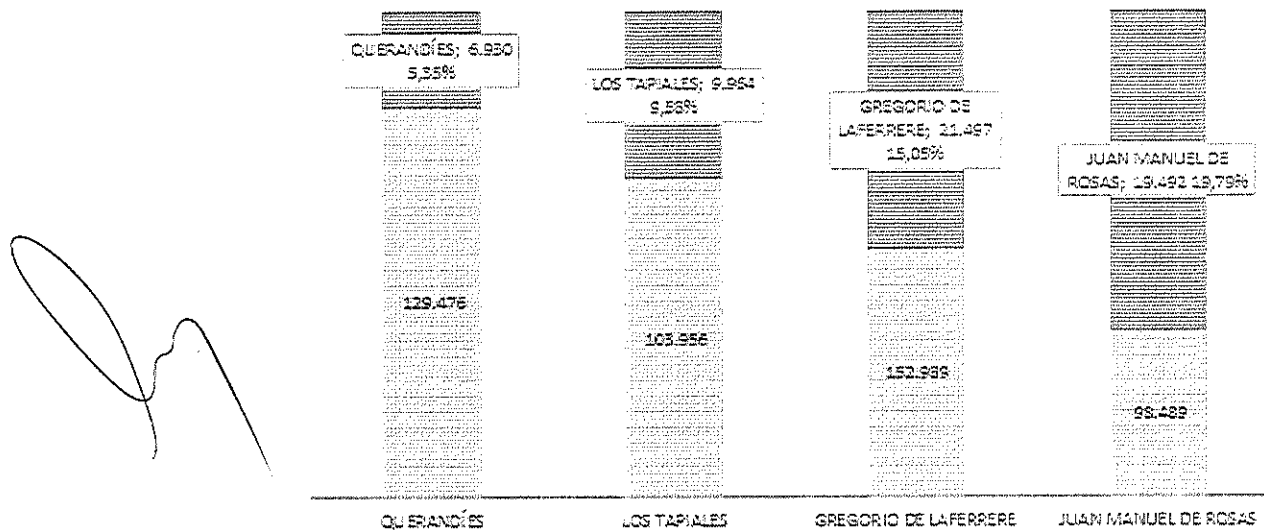 QUERANDÍES; 6.930
5,35%
LOS TAPIALES; 9.964
9,58%
GREGORIO DE
LAFERRERE; 21.497
15,05%
JUAN MANUEL DE
ROSAS; 19.492 19,79%
129.476
103.956
152.989
98.489
QUERANDÍES
LOS TAPIALES
GREGORIO DE LAFERRERE
JUAN MANUEL DE ROSAS